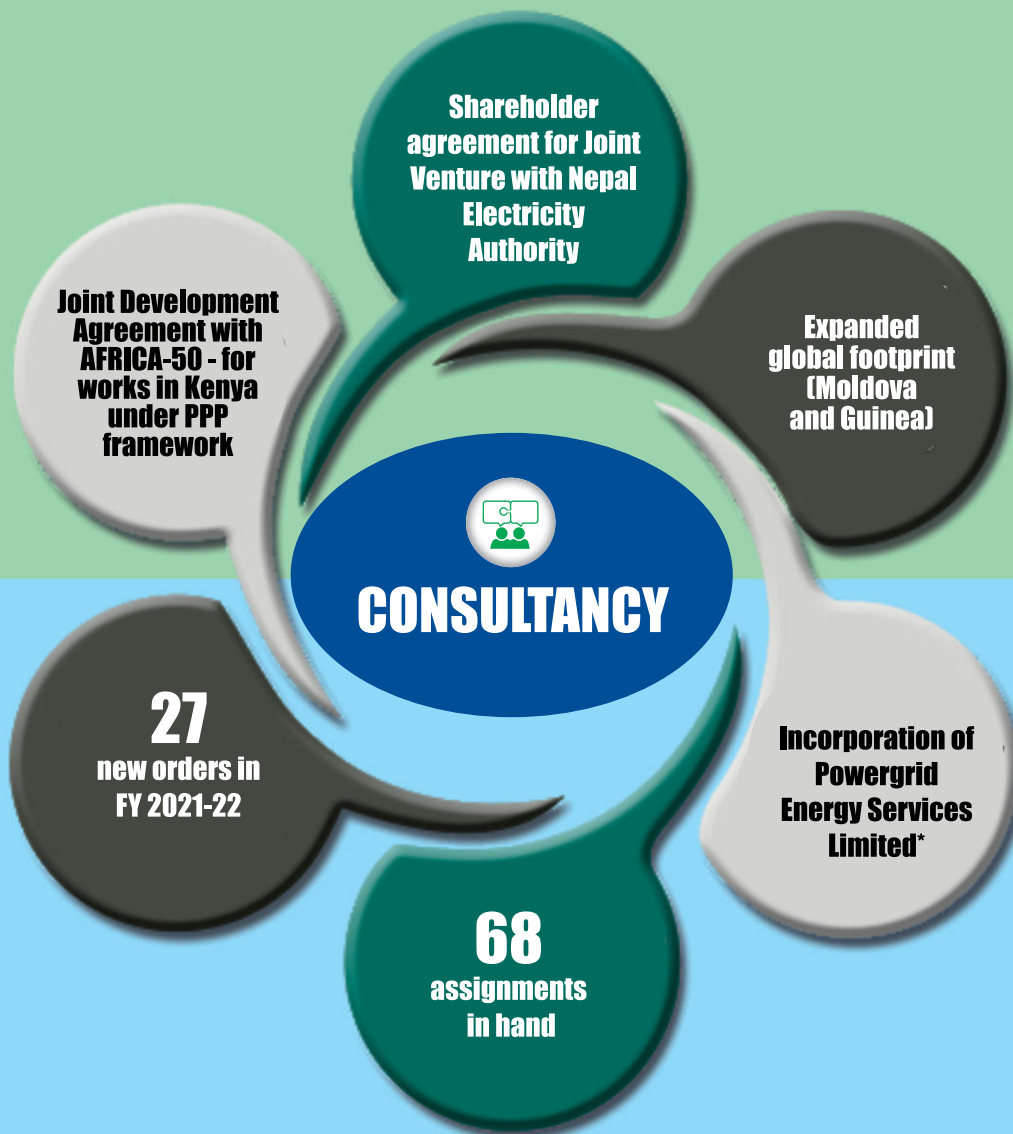 Shareholder
agreement for Joint
Venture with Nepal
Electricity
Authority
Expanded
global footprint
(Moldova
and Guinea)
Joint Development
Agreement with
AFRICA-50 - for
works in Kenya
under PPP
framework
CONSULTANCY
27
new orders in
FY 2021-22
Incorporation of
Powergrid
Energy Services
Limited*
68
assignments
in hand